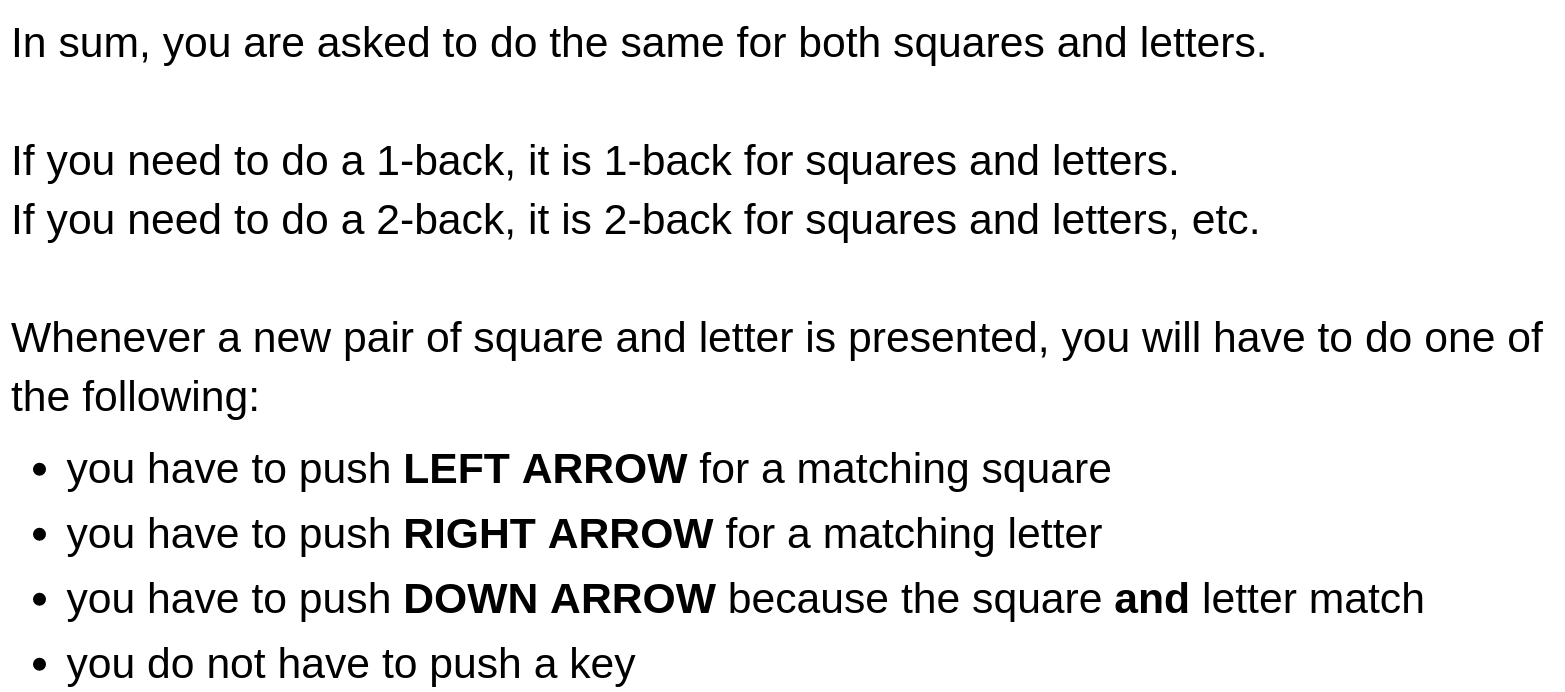 In sum, you are asked to do the same for both squares and letters.
If you need to do a 1-back, it is 1-back for squares and letters.
If you need to do a 2-back, it is 2-back for squares and letters, etc.
Whenever a new pair of square and letter is presented, you will have to do one of
the following:
• you have to push LEFT ARROW for a matching square
• you have to push RIGHT ARROW for a matching letter
• you have to push DOWN ARROW because the square and letter match
• you do not have to push a key